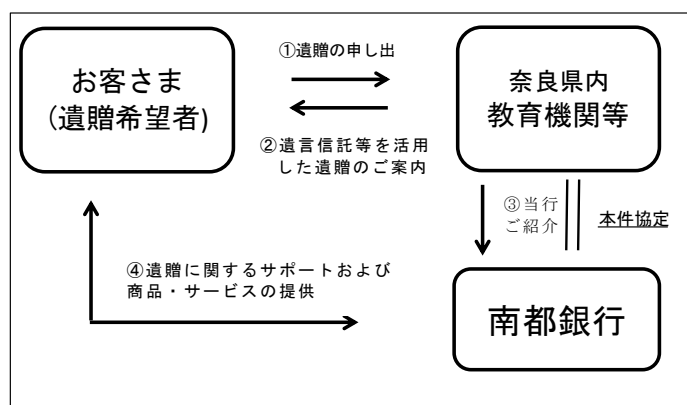 ①遺贈の申し出
お客さま
(遺贈希望者)
奈良県内
教育機関等
②遺言信託等を活用
した遺贈のご案内
③当行
ご紹介
本件協定
④遺贈に関するサポートおよび
商品・サービスの提供
南都銀行